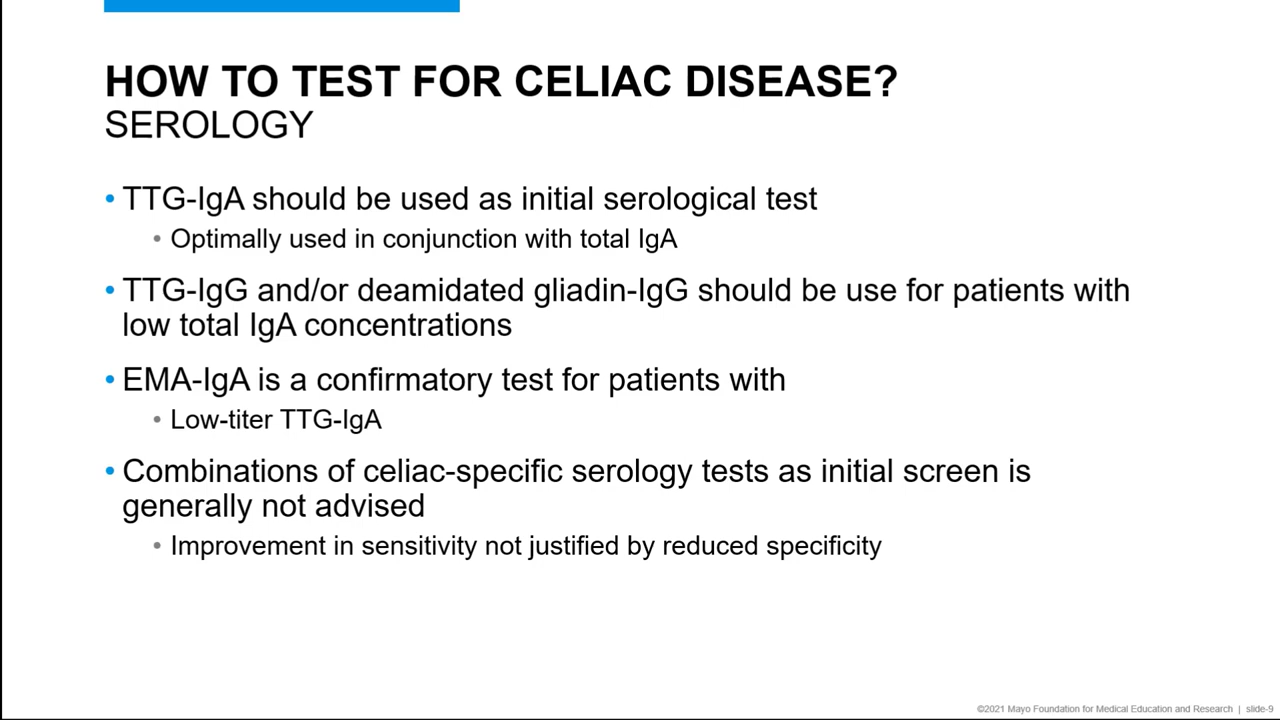 HOW TO TEST FOR CELIAC DISEASE?
SEROLOGY
• TTG-IgA should be used as initial serological test
• Optimally used in conjunction with total IgA
• TTG-IgG and/or deamidated gliadin-IgG should be use for patients with
low total IgA concentrations
• EMA-IgA is a confirmatory test for patients with
• Low-titer TTG-IgA
• Combinations of celiac-specific serology tests as initial screen is
generally not advised
• Improvement in sensitivity not justified by reduced specificity
©2021 Mayo Foundation for Medical Education and Research | slide-9